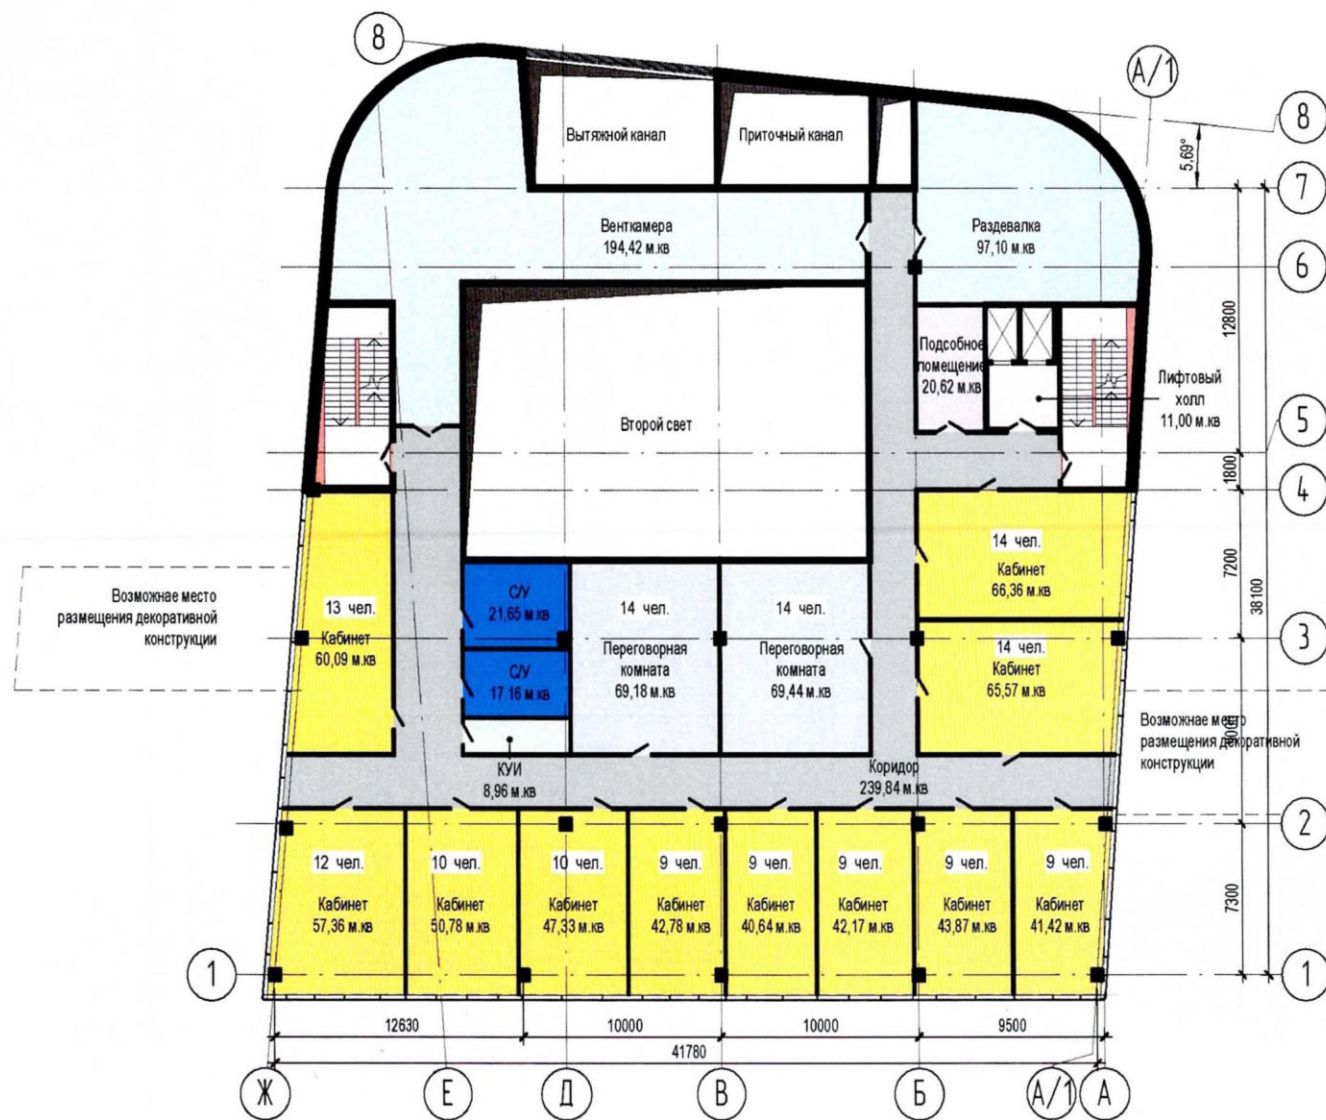 8
А/1
8
5,69°
7
Вытяжной канал
Приточный канал
Венткамера
194,42 м.кв
Раздевалка
97,10 м.кв
6
12800
Подсобное
помещение
20,62 м.кв
Лифтовый
холл
11,00 м.кв
Второй свет
5
1800
4
14 чел.
Кабинет
66,36 м.кв
7200
38100
Возможнае место
размещения декоративной
конструкции
13 чел.
Кабинет
60,09 м.кв
С/У
21,65 м.кв
С/У
17 16 м.кв
14 чел.
Переговорная
комната
69,18 м.кв
14 чел.
Переговорная
комната
69,44 м.кв
14 чел.
Кабинет
65,57 м.кв
3
Возможнае место
размещения декоративной
конструкции
КУИ
8,96 м.кв
Коридор
239,84 м.кв
2
12 чел.
Кабинет
57,36 м.кв
10 чел.
Кабинет
50,78 м.кв
10 чел.
Кабинет
47,33 м.кв
9 чел.
Кабинет
42,78 м.кв
9 чел.
Кабинет
40,64 м.кв
9 чел.
Кабинет
42,17 м.кв
9 чел.
Кабинет
43,87 м.кв
9 чел.
Кабинет
41,42 м.кв
7300
1
1
12630
10000
10000
9500
41780
Ж
Е
Д
В
Б
А/1
А